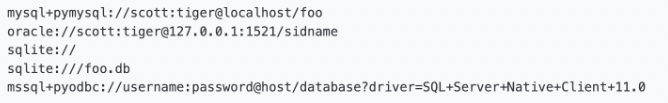 mysql+pymysql://scott:tiger@localhost/foo
oracle://scott:tiger@127.0.0.1:1521/sidname
sqlite://
sqlite:///foo.db
mssql+pyodbc://username:password@host/database?driver=SQL+Server+Native+Client+11.0